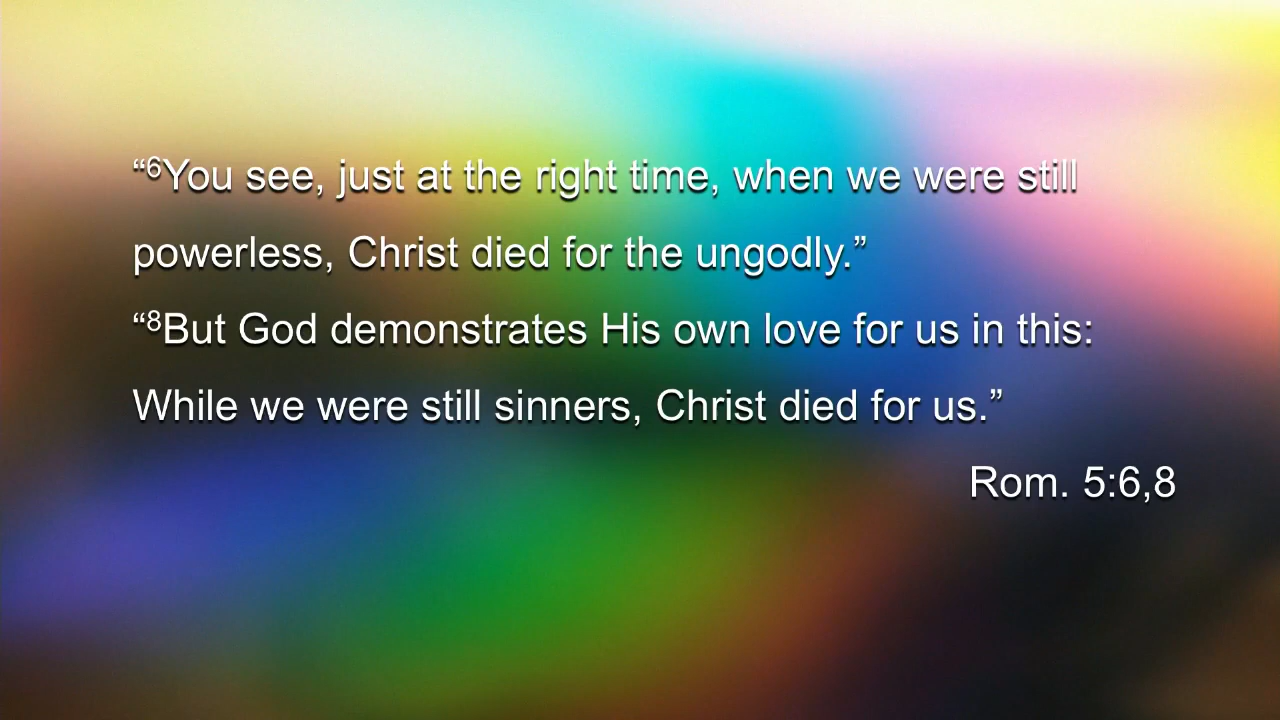 “⁶You see, just at the right time, when we were still
powerless, Christ died for the ungodly.”
“⁸But God demonstrates His own love for us in this:
While we were still sinners, Christ died for us.”
Rom. 5:6,8